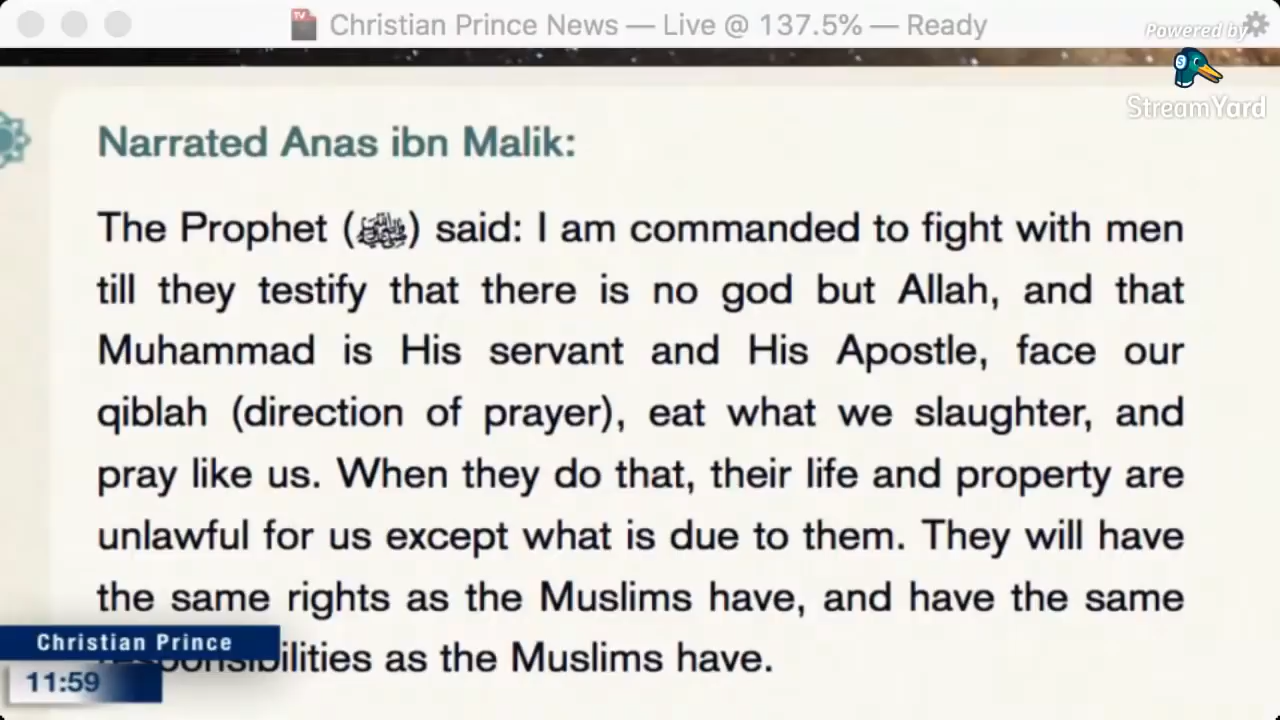 Christian Prince News — Live @ 137.5% — Ready
Powered by
StreamYard
Narrated Anas ibn Malik:
The Prophet (ﷺ) said: I am commanded to fight with men
till they testify that there is no god but Allah, and that
Muhammad is His servant and His Apostle, face our
qiblah (direction of prayer), eat what we slaughter, and
pray like us. When they do that, their life and property are
unlawful for us except what is due to them. They will have
the same rights as the Muslims have, and have the same
responsibilities as the Muslims have.
Christian Prince
11:59